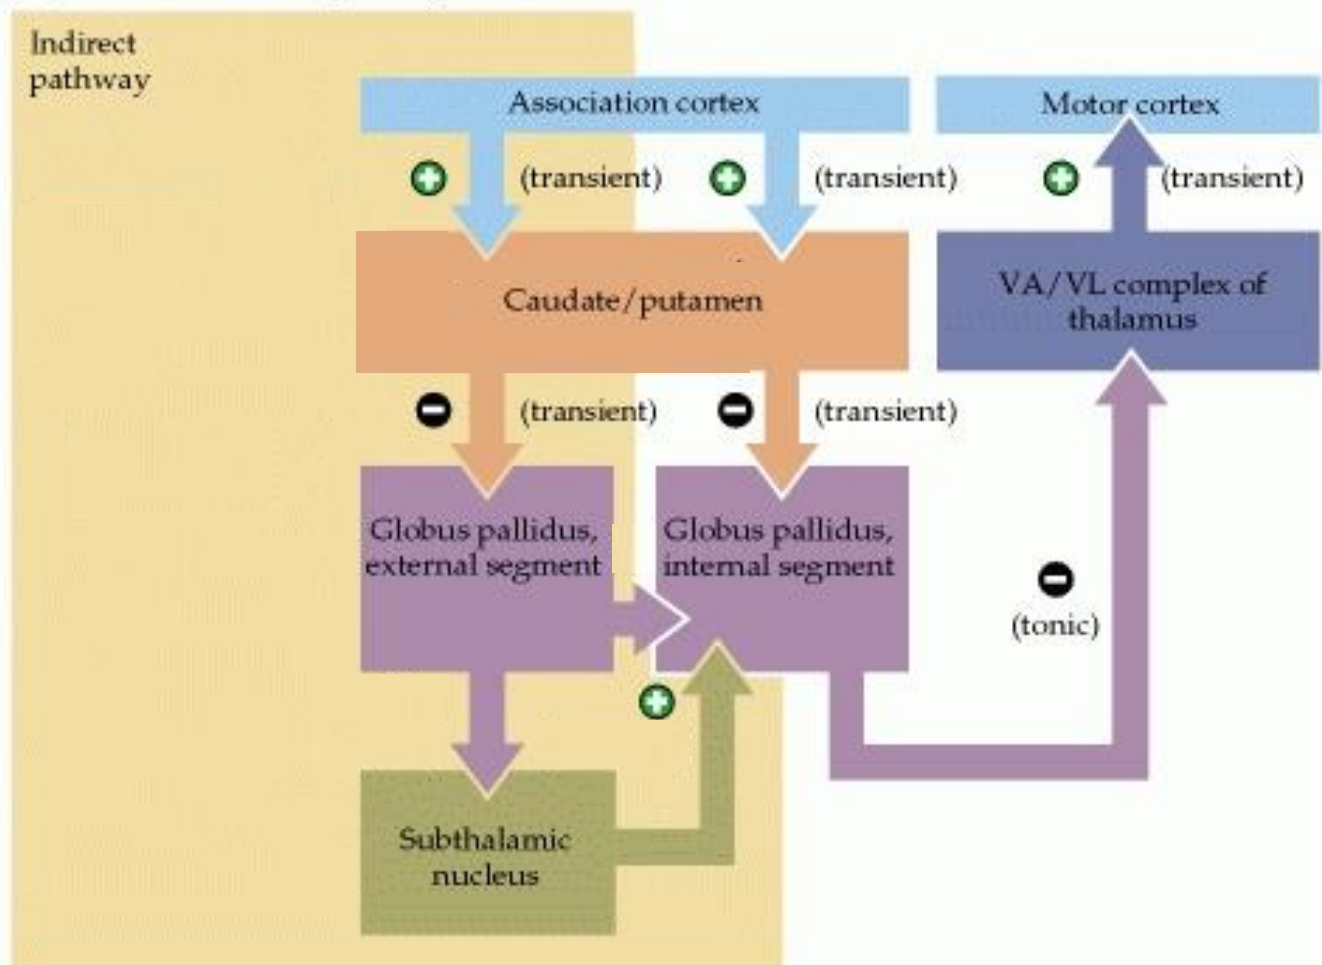 Indirect
pathway
Association cortex
Motor cortex
(transient)
(transient)
(transient)
Caudate/putamen
VA/VL complex of
thalamus
(transient)
(transient)
Globus pallidus,
external segment
Globus pallidus,
internal segment
(tonic)
Subthalamic
nucleus